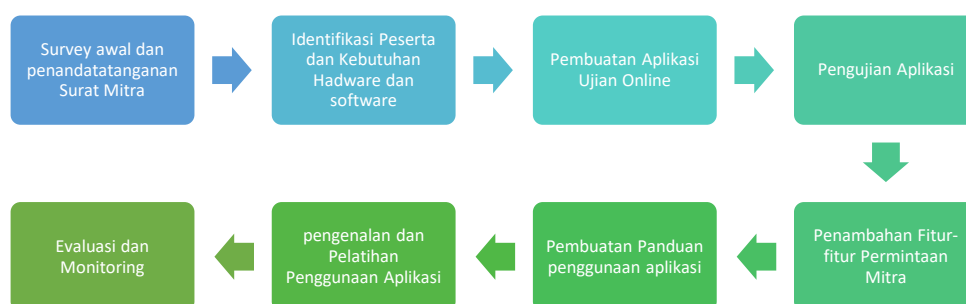 Survey awal dan
penandatatanganan
Surat Mitra
Identifikasi Peserta
dan Kebutuhan
Hadware dan
software
Pembuatan Aplikasi
Ujian Online
Pengujian Aplikasi
Penambahan Fitur-
fitur Permintaan
Mitra
Pembuatan Panduan
penggunaan aplikasi
pengenalan dan
Pelatihan
Penggunaan Aplikasi
Evaluasi dan
Monitoring